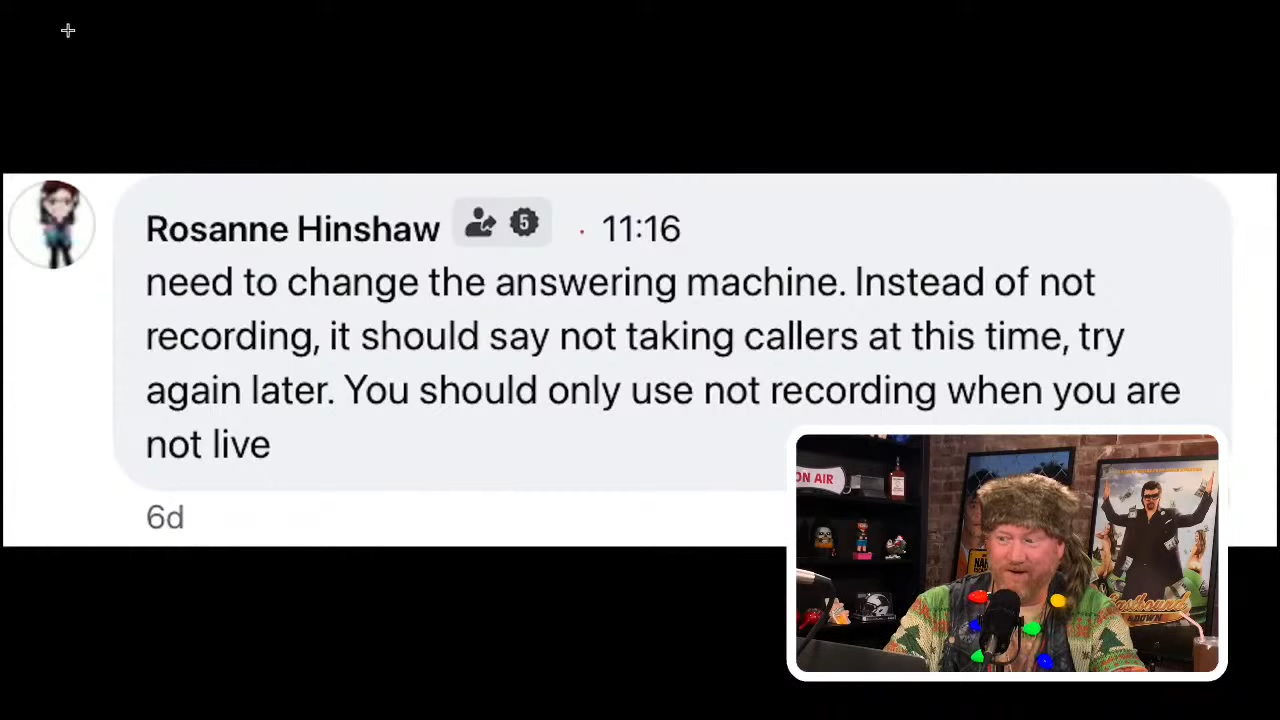 Rosanne Hinshaw 5 · 11:16
need to change the answering machine. Instead of not
recording, it should say not taking callers at this time, try
again later. You should only use not recording when you are
not live
6d
ON AIR
Eastbound
& DOWN